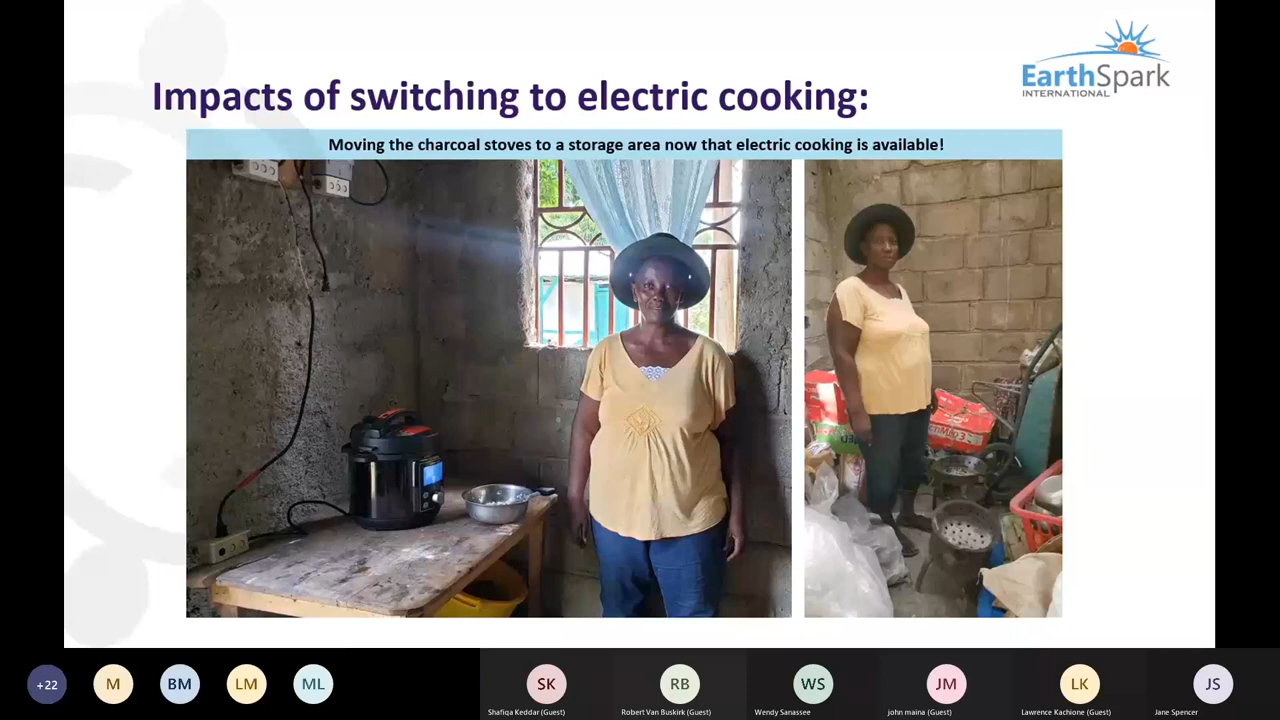 EarthSpark
INTERNATIONAL
Impacts of switching to electric cooking:
Moving the charcoal stoves to a storage area now that electric cooking is available!
+22
M
BM
LM
ML
SK
RB
WS
JM
LK
JS
Shafiqa Keddar (Guest)
Robert Van Buskirk (Guest)
Wendy Sanassee
john maina (Guest)
Lawrence Kachione (Guest)
Jane Spencer